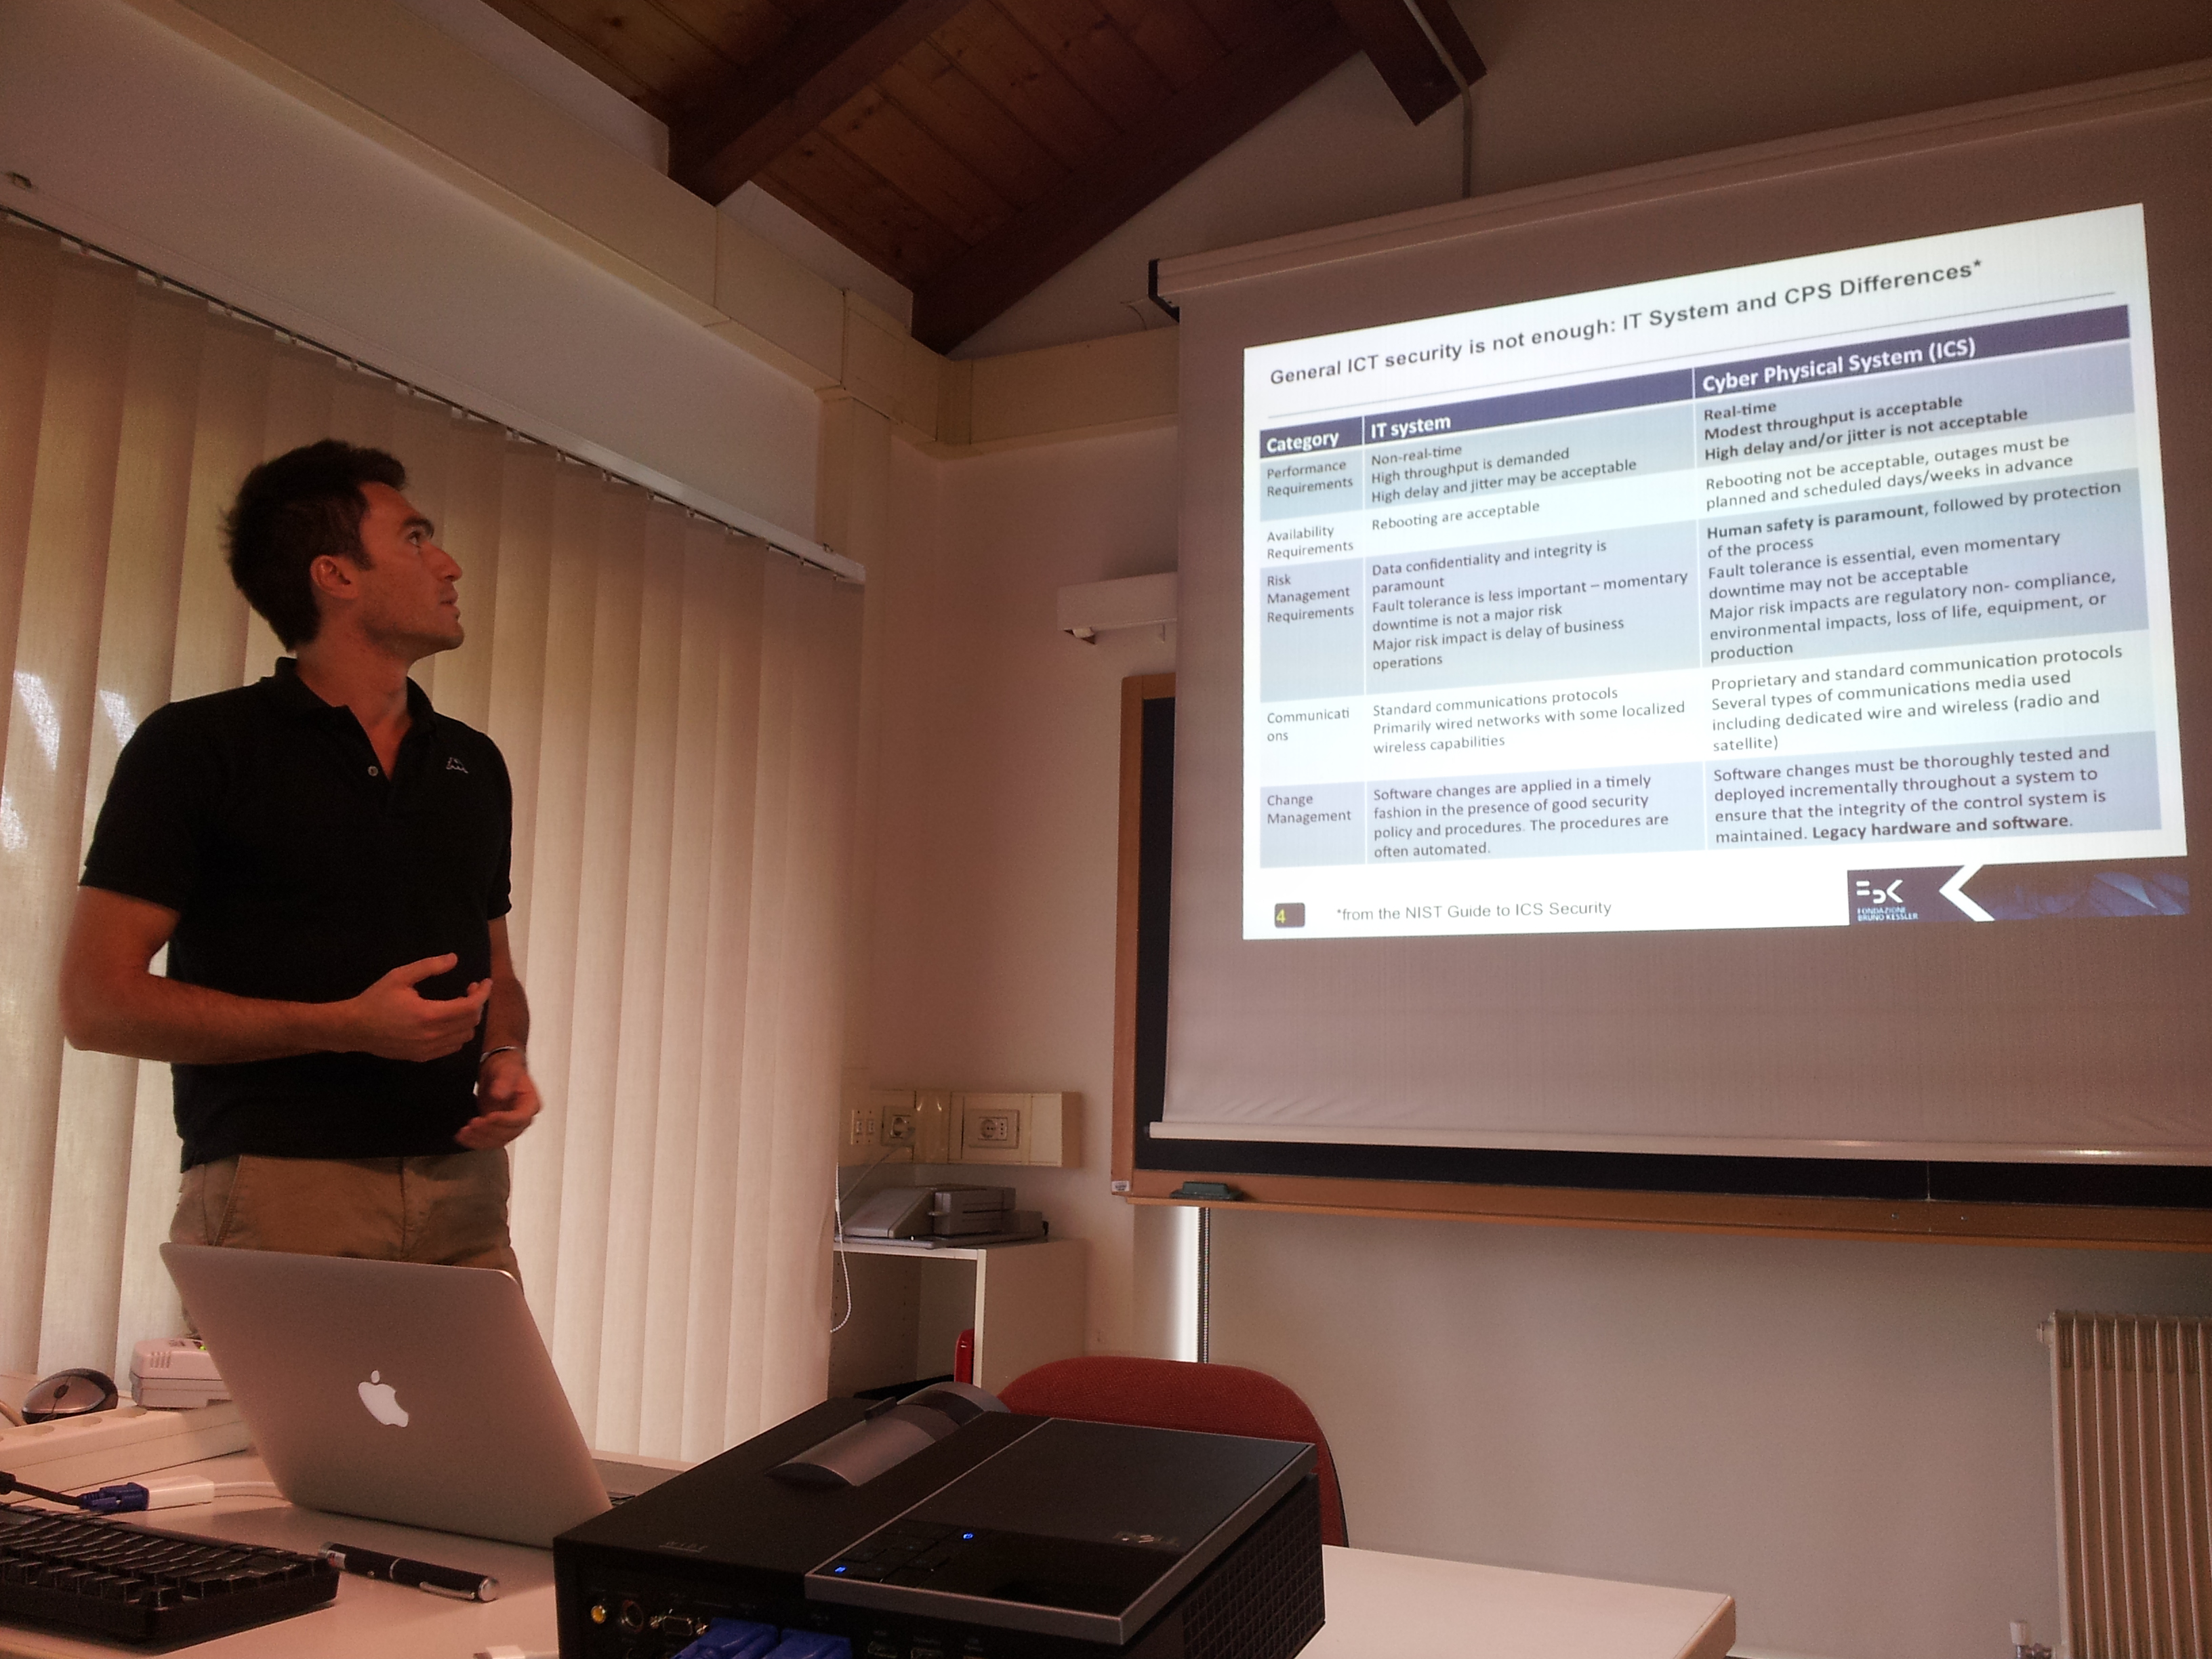 General ICT security is not enough: IT System and CPS Differences*
Category
IT system
Cyber Physical System (ICS)
Performance
Requirements
Non-real-time
High throughput is demanded
High delay and jitter may be acceptable
Real-time
Modest throughput is acceptable
High delay and/or jitter is not acceptable
Availability
Requirements
Rebooting are acceptable
Rebooting not be acceptable, outages must be
planned and scheduled days/weeks in advance
Risk
Management
Requirements
Data confidentiality and integrity is
paramount
Fault tolerance is less important – momentary
downtime is not a major risk
Major risk impact is delay of business
operations
Human safety is paramount, followed by protection
of the process
Fault tolerance is essential, even momentary
downtime may not be acceptable
Major risk impacts are regulatory non- compliance,
environmental impacts, loss of life, equipment, or
production
Communicati
ons
Standard communications protocols
Primarily wired networks with some localized
wireless capabilities
Proprietary and standard communication protocols
Several types of communications media used
including dedicated wire and wireless (radio and
satellite)
Change
Management
Software changes are applied in a timely
fashion in the presence of good security
policy and procedures. The procedures are
often automated.
Software changes must be thoroughly tested and
deployed incrementally throughout a system to
ensure that the integrity of the control system is
maintained. Legacy hardware and software.
4
*from the NIST Guide to ICS Security
FBK
FONDAZIONE
BRUNO KESSLER